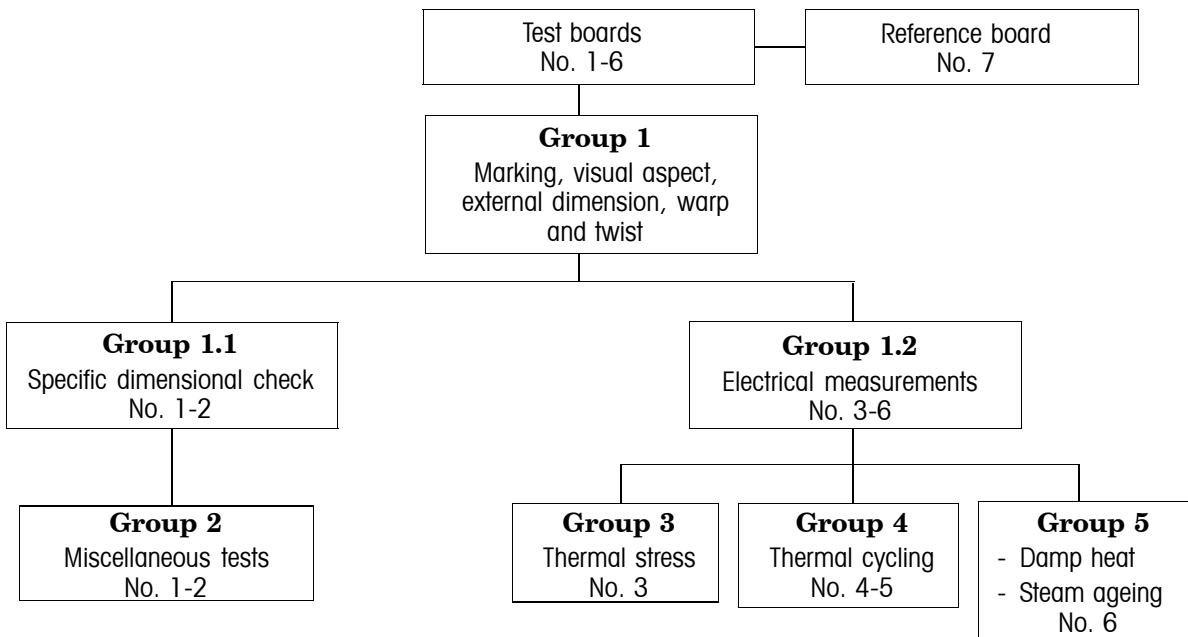 Test boards
No. 1-6
Reference board
No. 7
Group 1
Marking, visual aspect,
external dimension, warp
and twist
Group 1.1
Specific dimensional check
No. 1-2
Group 1.2
Electrical measurements
No. 3-6
Group 2
Miscellaneous tests
No. 1-2
Group 3
Thermal stress
No. 3
Group 4
Thermal cycling
No. 4-5
Group 5
- Damp heat
- Steam ageing
No. 6